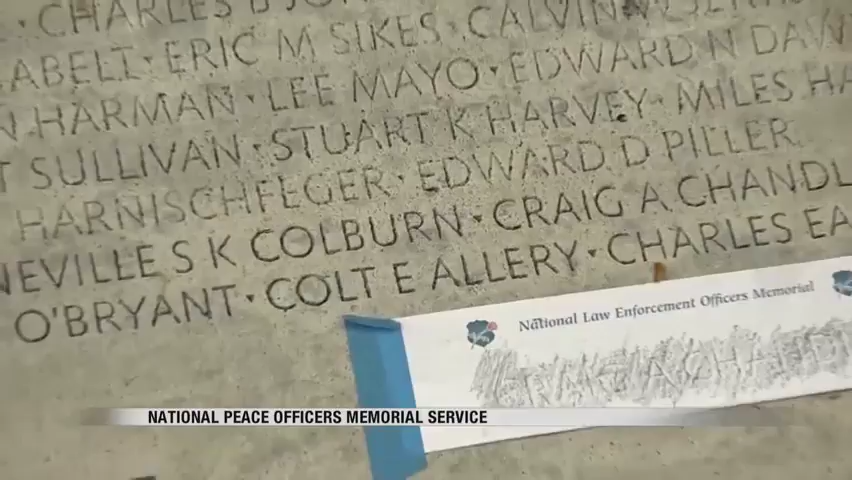 · CHARLES B
ABELT · ERIC M SIKES · CALVIN
HARMAN · LEE MAYO · EDWARD N DAW
T SULLIVAN · STUART K HARVEY · MILES HA
HARNISCHFEGER · EDWARD D PILLER
NEVILLE S K COLBURN · CRAIG A CHANDL
O'BRYANT · COLT E ALLERY · CHARLES EA
National Law Enforcement Officers Memorial
NATIONAL PEACE OFFICERS MEMORIAL SERVICE